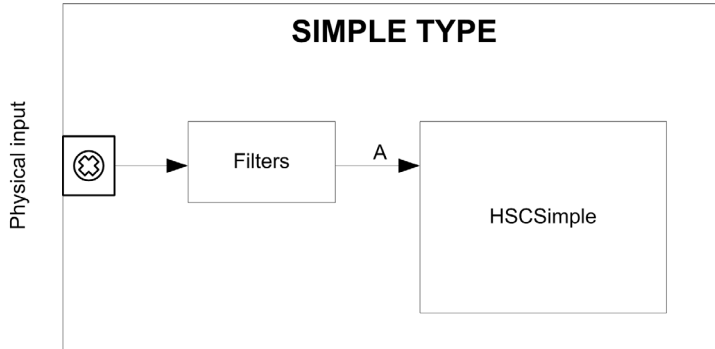 SIMPLE TYPE
Physical input
Filters
A
HSCSimple